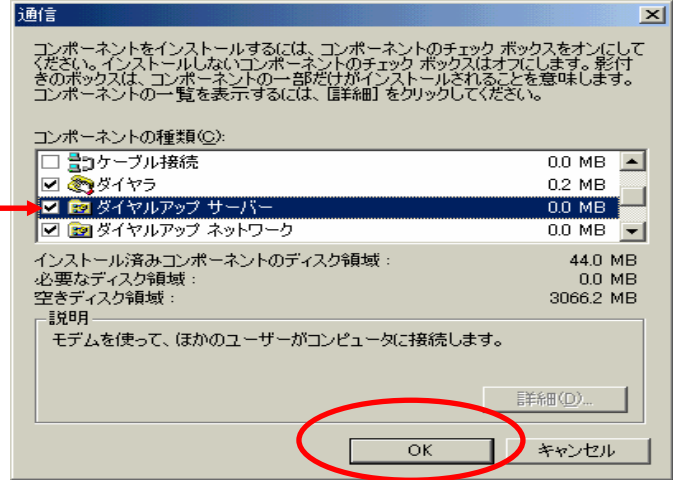 通信
コンポーネントをインストールするには、コンポーネントのチェック ボックスをオンにして
ください。インストールしないコンポーネントのチェック ボックスはオフにします。影付
きのボックスは、コンポーネントの一部だけがインストールされることを意味します。
コンポーネントの一覧を表示するには、[詳細] をクリックしてください。
コンポーネントの種類(C):
ケーブル接続 0.0 MB
ダイヤラ 0.2 MB
ダイヤルアップ サーバー 0.0 MB
ダイヤルアップ ネットワーク 0.0 MB
インストール済みコンポーネントのディスク領域 : 44.0 MB
必要なディスク領域 : 0.0 MB
空きディスク領域 : 3066.2 MB
説明
モデムを使って、ほかのユーザーがコンピュータに接続します。
詳細(D)...
OK キャンセル